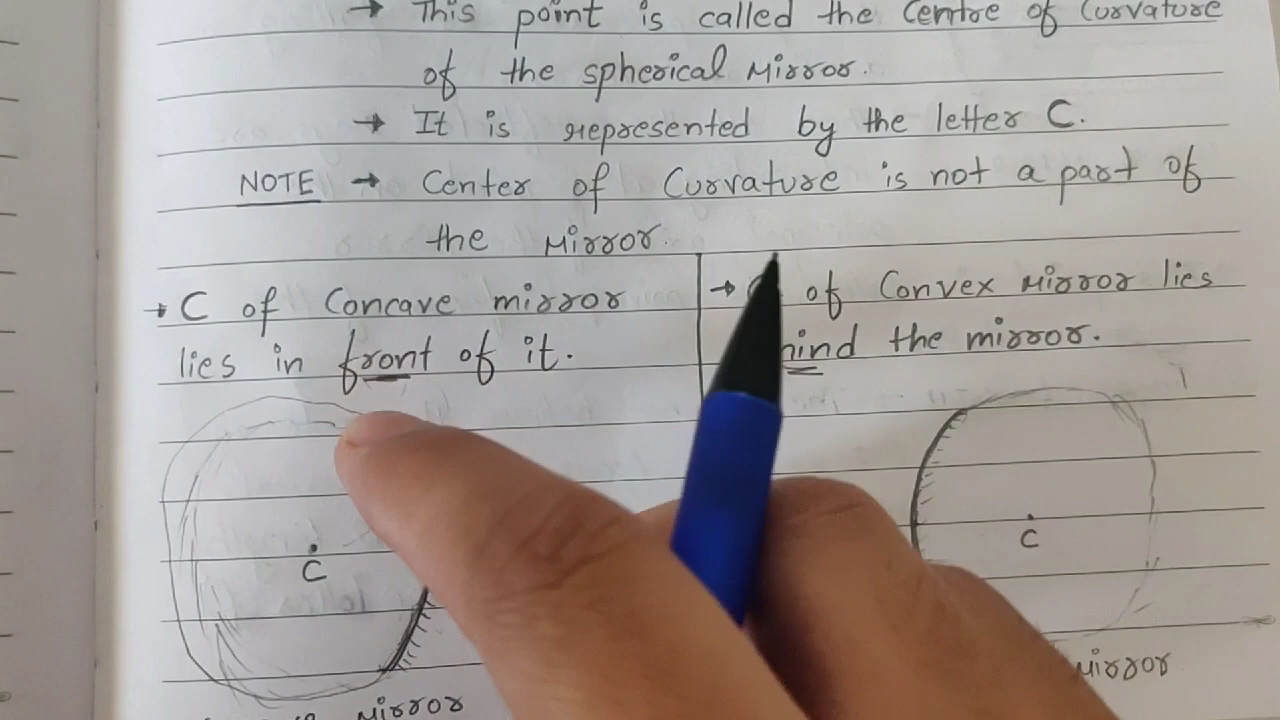 → This point is called the Centre of Curvature
of the spherical Mirror.
→ It is represented by the letter C.
NOTE → Center of Curvature is not a part of
the Mirror.
→ C of Concave mirror
lies in front of it.
→ of Convex Mirror lies
hind the mirror.
C
C
Mirror
Mirror